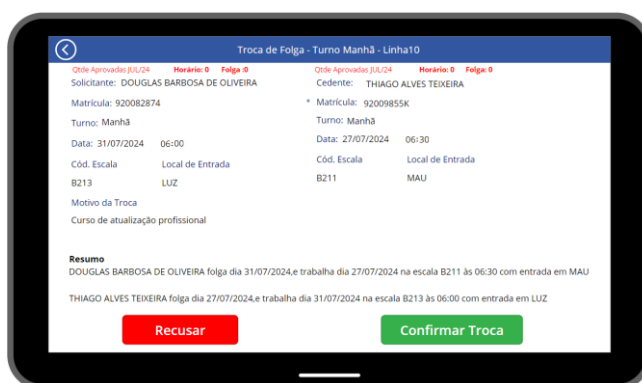 Troca de Folga - Turno Manhã - Linha10
Qtde Aprovadas JUL/24 Horário: 0 Folga :0
Solicitante: DOUGLAS BARBOSA DE OLIVEIRA
Matrícula: 920082874
Turno: Manhã
Data: 31/07/2024 06:00
Cód. Escala Local de Entrada
B213 LUZ
Motivo da Troca
Curso de atualização profissional
Qtde Aprovadas JUL/24 Horário: 0 Folga: 0
Cedente: THIAGO ALVES TEIXEIRA
* Matrícula: 92009855K
Turno: Manhã
Data: 27/07/2024 06:30
Cód. Escala Local de Entrada
B211 MAU
Resumo
DOUGLAS BARBOSA DE OLIVEIRA folga dia 31/07/2024,e trabalha dia 27/07/2024 na escala B211 às 06:30 com entrada em MAU
THIAGO ALVES TEIXEIRA folga dia 27/07/2024,e trabalha dia 31/07/2024 na escala B213 às 06:00 com entrada em LUZ
Recusar
Confirmar Troca